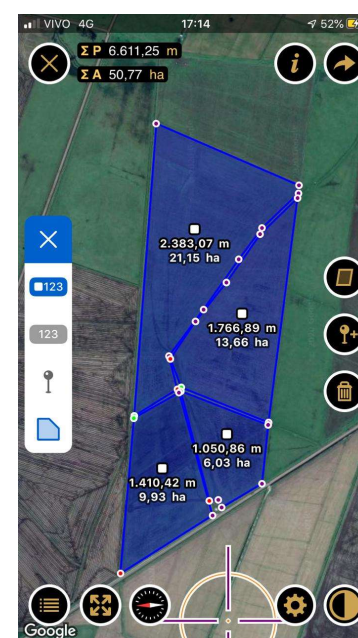 VIVO 4G 17:14 52%
Σ P 6.611,25 m
Σ A 50,77 ha
i
2.383,07 m
21,15 ha
123
123
1.766,89 m
13,66 ha
1.050,86 m
6,03 ha
1.410,42 m
9,93 ha
Google